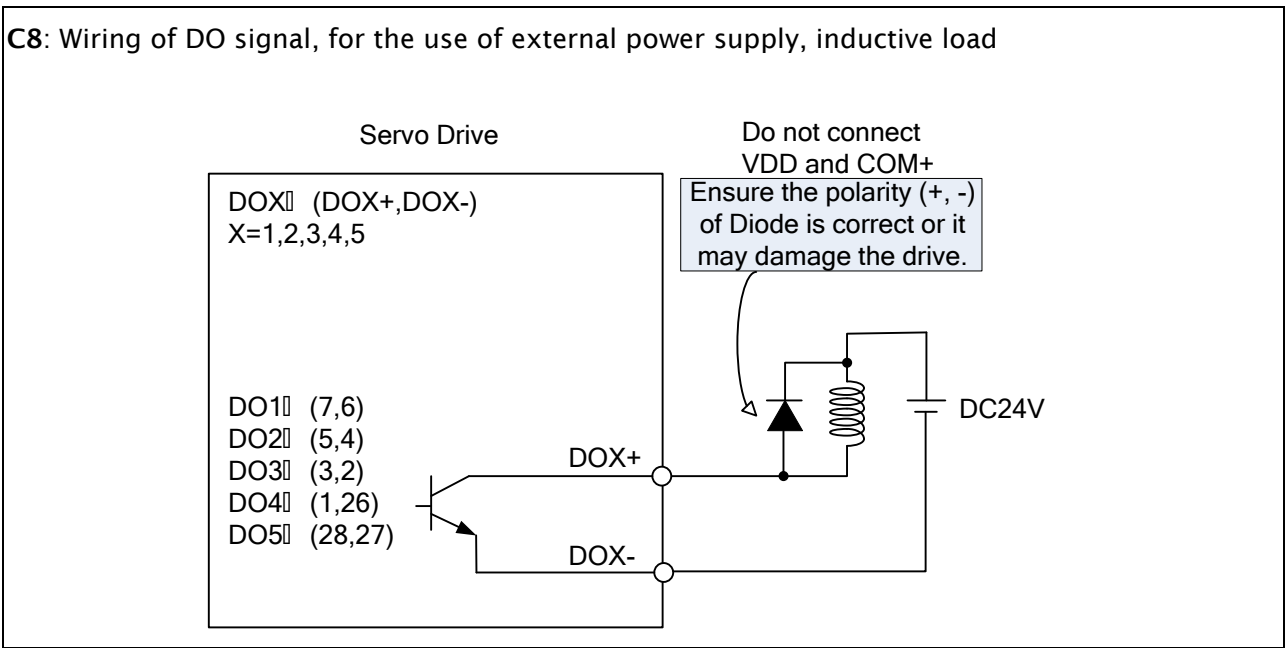 C8: Wiring of DO signal, for the use of external power supply, inductive load
Servo Drive
Do not connect
VDD and COM+
Ensure the polarity (+, -)
of Diode is correct or it
may damage the drive.
DOX▯ (DOX+,DOX-)
X=1,2,3,4,5
DO1▯ (7,6)
DO2▯ (5,4)
DO3▯ (3,2)
DO4▯ (1,26)
DO5▯ (28,27)
DOX+
DOX-
DC24V